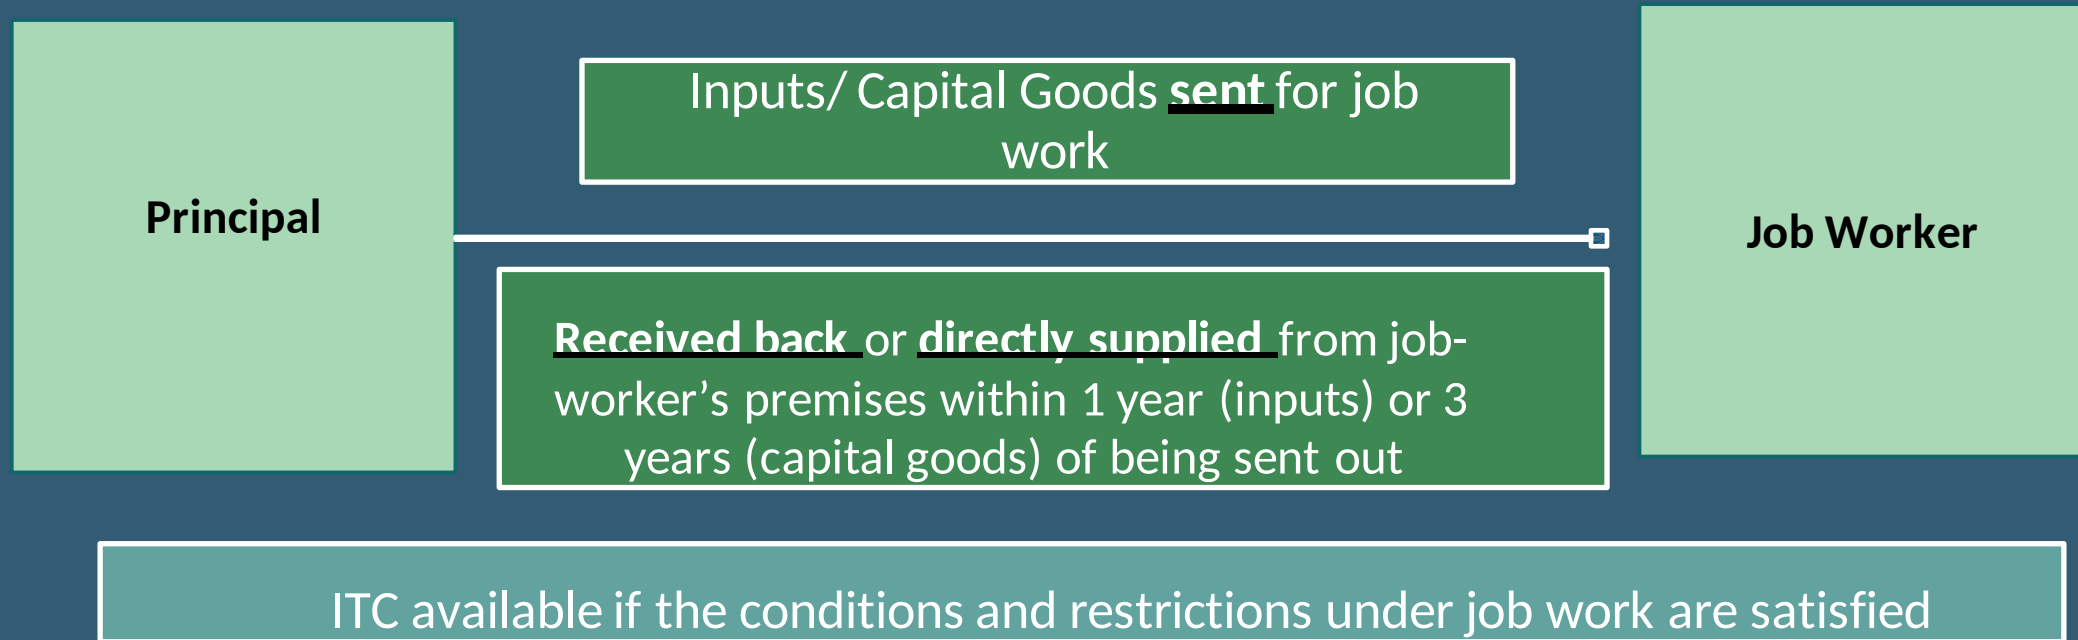 Principal
Inputs/ Capital Goods sent for job
work
Job Worker
Received back or directly supplied from job-
worker’s premises within 1 year (inputs) or 3
years (capital goods) of being sent out
ITC available if the conditions and restrictions under job work are satisfied